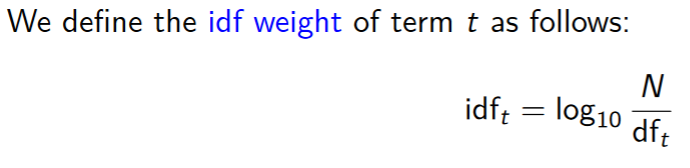 We define the idf weight of term t as follows:
idf_t = log_10 N/df_t